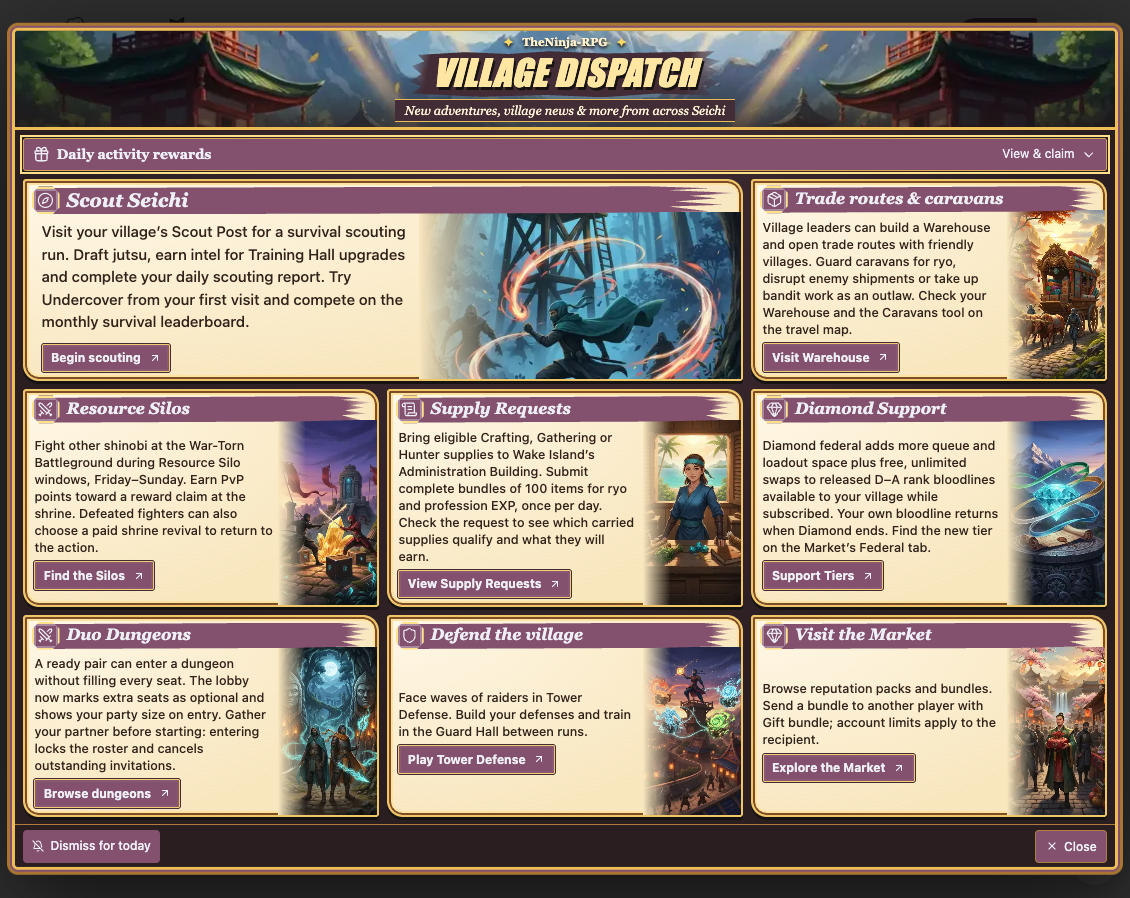 TheNinja-RPG
VILLAGE DISPATCH
New adventures, village news & more from across Seichi
Daily activity rewards
View & claim
Scout Seichi
Visit your village’s Scout Post for a survival scouting
run. Draft jutsu, earn intel for Training Hall upgrades
and complete your daily scouting report. Try
Undercover from your first visit and compete on the
monthly survival leaderboard.
Begin scouting
Trade routes & caravans
Village leaders can build a Warehouse
and open trade routes with friendly
villages. Guard caravans for ryo,
disrupt enemy shipments or take up
bandit work as an outlaw. Check your
Warehouse and the Caravans tool on
the travel map.
Visit Warehouse
Resource Silos
Fight other shinobi at the War-Torn
Battleground during Resource Silo
windows, Friday–Sunday. Earn PvP
points toward a reward claim at the
shrine. Defeated fighters can also
choose a paid shrine revival to return to
the action.
Find the Silos
Supply Requests
Bring eligible Crafting, Gathering or
Hunter supplies to Wake Island’s
Administration Building. Submit
complete bundles of 100 items for ryo
and profession EXP, once per day.
Check the request to see which carried
supplies qualify and what they will
earn.
View Supply Requests
Diamond Support
Diamond federal adds more queue and
loadout space plus free, unlimited
swaps to released D–A rank bloodlines
available to your village while
subscribed. Your own bloodline returns
when Diamond ends. Find the new tier
on the Market’s Federal tab.
Support Tiers
Duo Dungeons
A ready pair can enter a dungeon
without filling every seat. The lobby
now marks extra seats as optional and
shows your party size on entry. Gather
your partner before starting: entering
locks the roster and cancels
outstanding invitations.
Browse dungeons
Defend the village
Face waves of raiders in Tower
Defense. Build your defenses and train
in the Guard Hall between runs.
Play Tower Defense
Visit the Market
Browse reputation packs and bundles.
Send a bundle to another player with
Gift bundle; account limits apply to the
recipient.
Explore the Market
Dismiss for today
Close